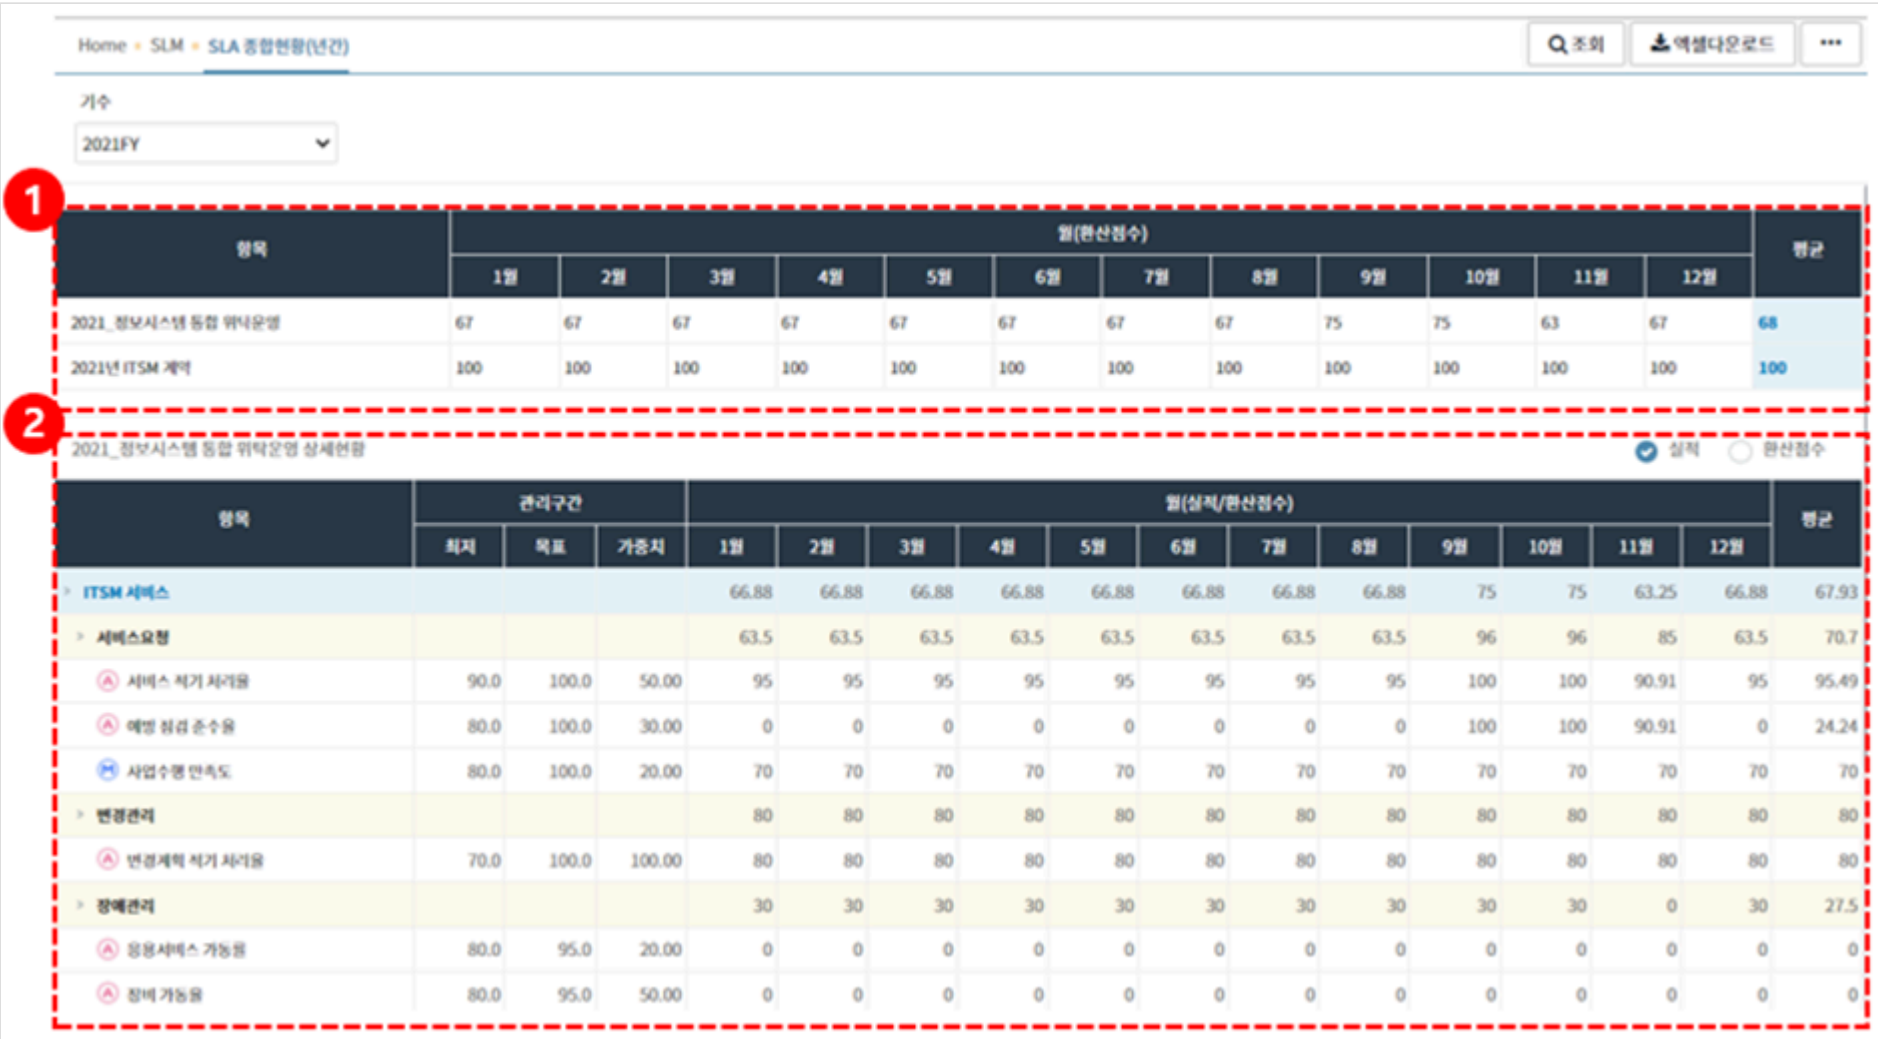 Home SLM SLA 종합현황(년간) 조회 엑셀다운로드 •••
기수
2021FY
1
항목 월(환산점수) 평균
1월 2월 3월 4월 5월 6월 7월 8월 9월 10월 11월 12월
2021_정보시스템 통합 위탁운영 67 67 67 67 67 67 67 67 75 75 63 67 68
2021년 ITSM 계약 100 100 100 100 100 100 100 100 100 100 100 100 100
2
2021_정보시스템 통합 위탁운영 상세현황 실적 환산점수
항목 관리구간 월(실적/환산점수) 평균
최저 목표 가중치 1월 2월 3월 4월 5월 6월 7월 8월 9월 10월 11월 12월
> ITSM 서비스 66.88 66.88 66.88 66.88 66.88 66.88 66.88 66.88 75 75 63.25 66.88 67.93
> 서비스요청 63.5 63.5 63.5 63.5 63.5 63.5 63.5 63.5 96 96 85 63.5 70.7
A 서비스 적기 처리율 90.0 100.0 50.00 95 95 95 95 95 95 95 95 100 100 90.91 95 95.49
A 예방 점검 준수율 80.0 100.0 30.00 0 0 0 0 0 0 0 0 100 100 90.91 0 24.24
M 사업수행 만족도 80.0 100.0 20.00 70 70 70 70 70 70 70 70 70 70 70 70 70
> 변경관리 80 80 80 80 80 80 80 80 80 80 80 80 80
A 변경계획 적기 처리율 70.0 100.0 100.00 80 80 80 80 80 80 80 80 80 80 80 80 80
> 장애관리 30 30 30 30 30 30 30 30 30 30 0 30 27.5
A 응용서비스 가동율 80.0 95.0 20.00 0 0 0 0 0 0 0 0 0 0 0 0 0
A 장비 가동율 80.0 95.0 50.00 0 0 0 0 0 0 0 0 0 0 0 0 0